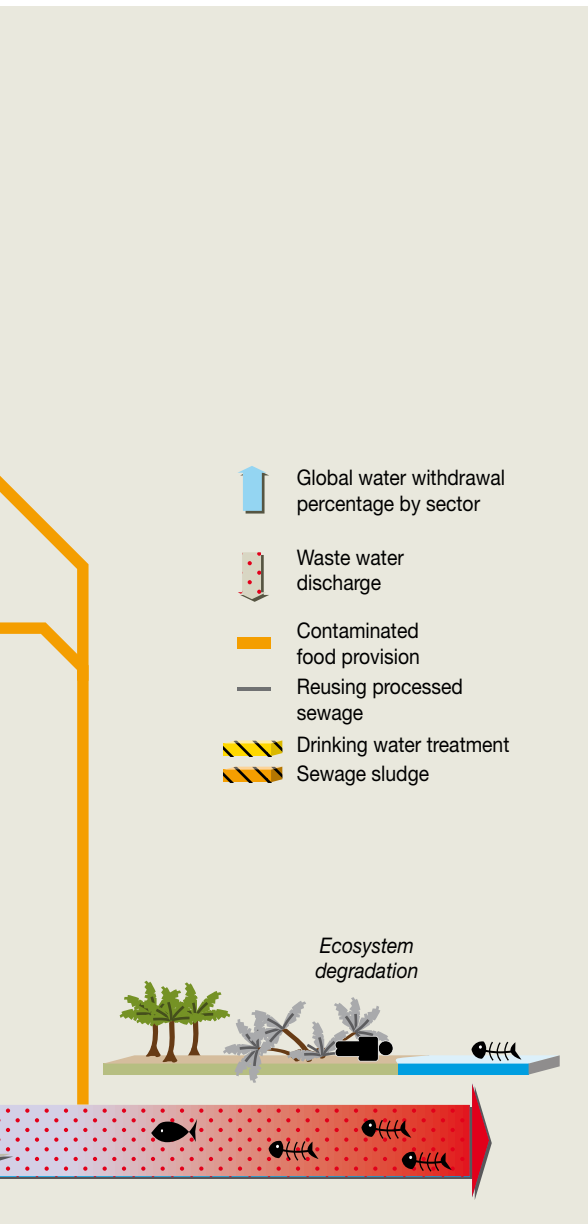 Global water withdrawal
percentage by sector
Waste water
discharge
Contaminated
food provision
Reusing processed
sewage
Drinking water treatment
Sewage sludge
Ecosystem
degradation